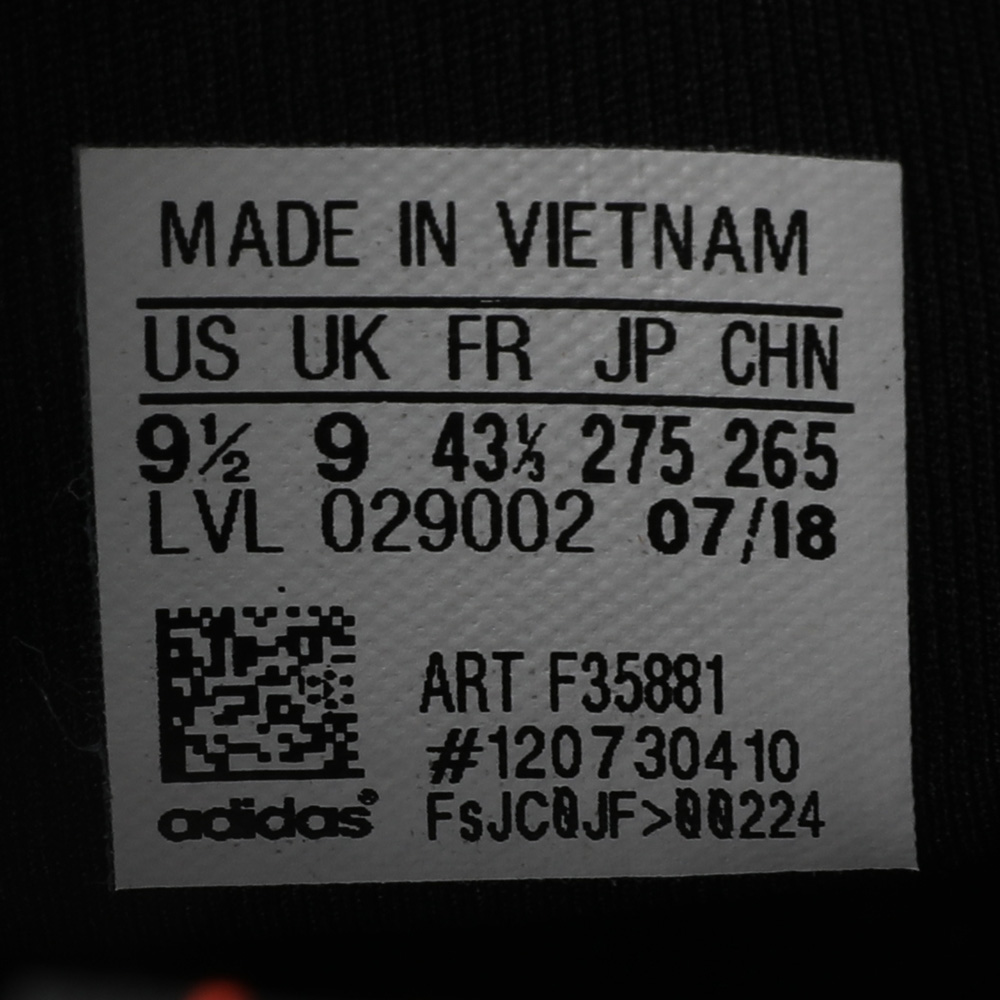 MADE IN VIETNAM
US UK FR JP CHN
9½ 9 43⅓ 275 265
LVL 029002 07/18
ART F35881
#120730410
FsJC0JF>00224
adidas®